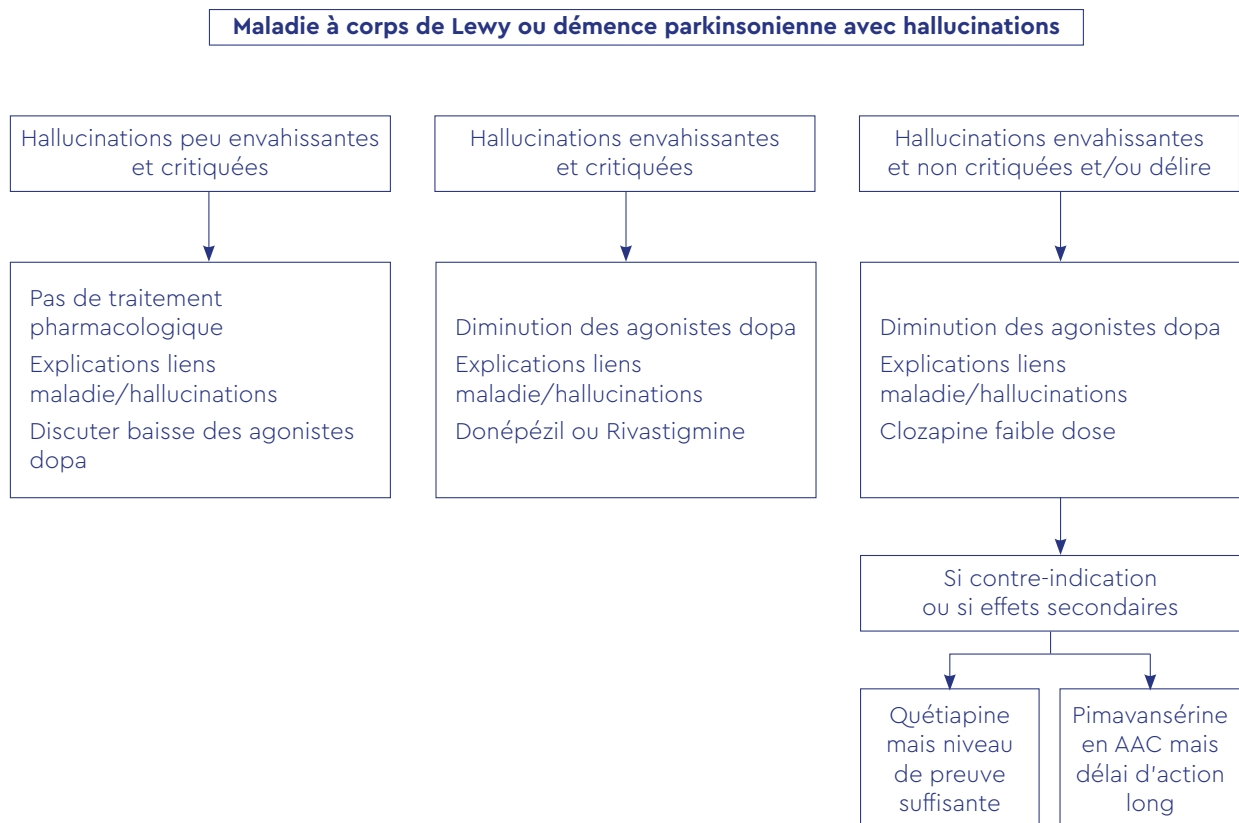 Maladie à corps de Lewy ou démence parkinsonienne avec hallucinations
Hallucinations peu envahissantes
et critiquées
Hallucinations envahissantes
et critiquées
Hallucinations envahissantes
et non critiquées et/ou délire
Pas de traitement
pharmacologique
Explications liens
maladie/hallucinations
Discuter baisse des agonistes
dopa
Diminution des agonistes dopa
Explications liens
maladie/hallucinations
Donépézil ou Rivastigmine
Diminution des agonistes dopa
Explications liens
maladie/hallucinations
Clozapine faible dose
Si contre-indication
ou si effets secondaires
Quétiapine
mais niveau
de preuve
suffisante
Pimavansérine
en AAC mais
délai d’action
long